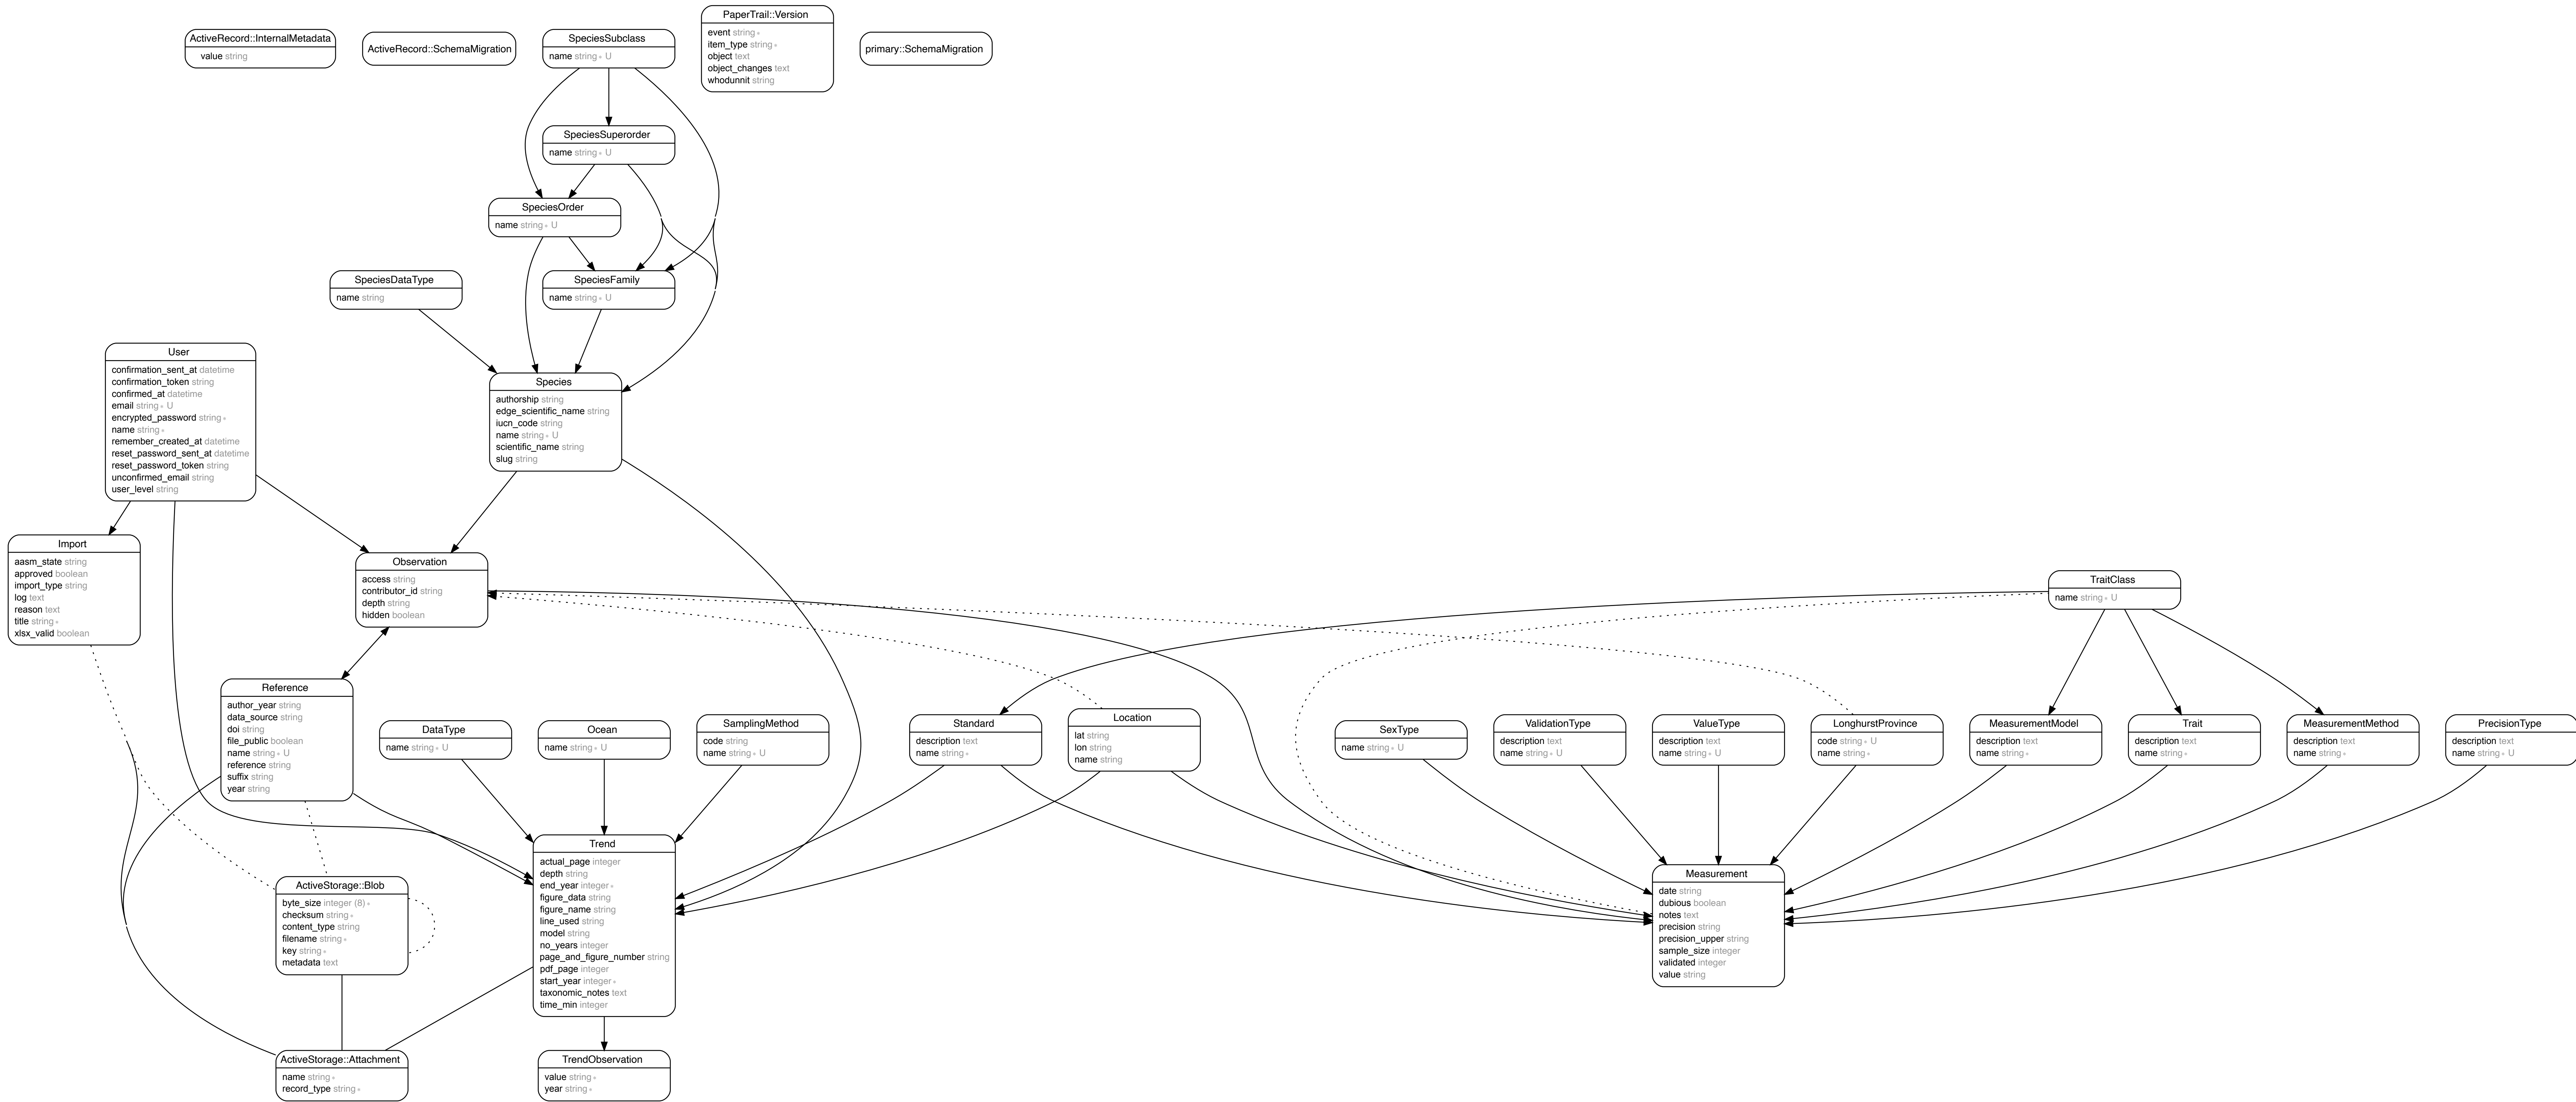 ActiveRecord::InternalMetadata
value string
ActiveRecord::SchemaMigration
SpeciesSubclass
name string * U
PaperTrail::Version
event string *
item_type string *
object text
object_changes text
whodunnit string
primary::SchemaMigration
SpeciesSuperorder
name string * U
SpeciesOrder
name string * U
SpeciesDataType
name string
SpeciesFamily
name string * U
User
confirmation_sent_at datetime
confirmation_token string
confirmed_at datetime
email string * U
encrypted_password string *
name string *
remember_created_at datetime
reset_password_sent_at datetime
reset_password_token string
unconfirmed_email string
user_level string
Species
authorship string
edge_scientific_name string
iucn_code string
name string * U
scientific_name string
slug string
Import
aasm_state string
approved boolean
import_type string
log text
reason text
title string *
xlsx_valid boolean
Observation
access string
contributor_id string
depth string
hidden boolean
TraitClass
name string * U
Reference
author_year string
data_source string
doi string
file_public boolean
name string * U
reference string
suffix string
year string
DataType
name string * U
Ocean
name string * U
SamplingMethod
code string
name string * U
Standard
description text
name string *
Location
lat string
lon string
name string
SexType
name string * U
ValidationType
description text
name string * U
ValueType
description text
name string * U
LonghurstProvince
code string * U
name string *
MeasurementModel
description text
name string *
Trait
description text
name string *
MeasurementMethod
description text
name string *
PrecisionType
description text
name string * U
Trend
actual_page integer
depth string
end_year integer *
figure_data string
figure_name string
line_used string
model string
no_years integer
page_and_figure_number string
pdf_page integer
start_year integer *
taxonomic_notes text
time_min integer
Measurement
date string
dubious boolean
notes text
precision string
precision_upper string
sample_size integer
validated integer
value string
ActiveStorage::Blob
byte_size integer (8) *
checksum string *
content_type string
filename string *
key string *
metadata text
ActiveStorage::Attachment
name string *
record_type string *
TrendObservation
value string *
year string *